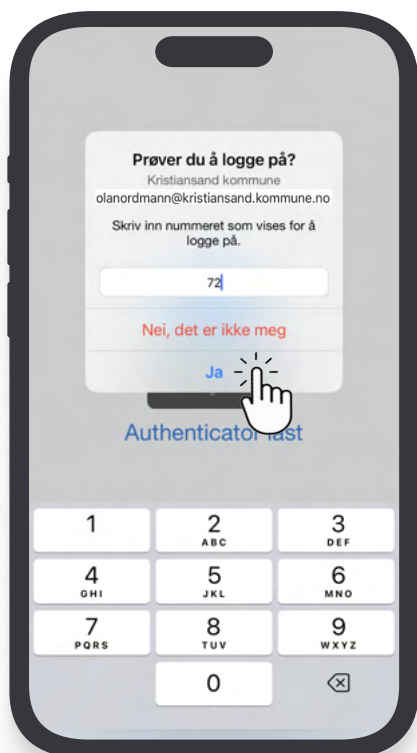 Prøver du å logge på?
Kristiansand kommune
olanordmann@kristiansand.kommune.no
Skriv inn nummeret som vises for å
logge på.
72
Nei, det er ikke meg
Ja
Authenticator
1
2
ABC
3
DEF
4
GHI
5
JKL
6
MNO
7
PQRS
8
TUV
9
WXYZ
0